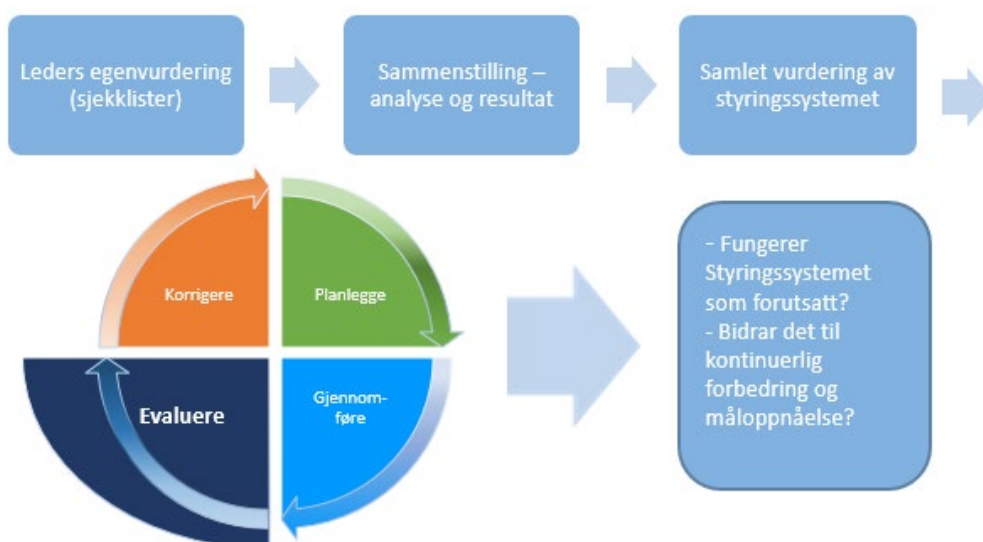 Leders egenvurdering
(sjekklister)
Sammenstilling –
analyse og resultat
Samlet vurdering av
styringssystemet
Korrigere
Planlegge
Evaluere
Gjennom-
føre
- Fungerer
Styringssystemet
som forutsatt?
- Bidrar det til
kontinuerlig
forbedring og
måloppnåelse?